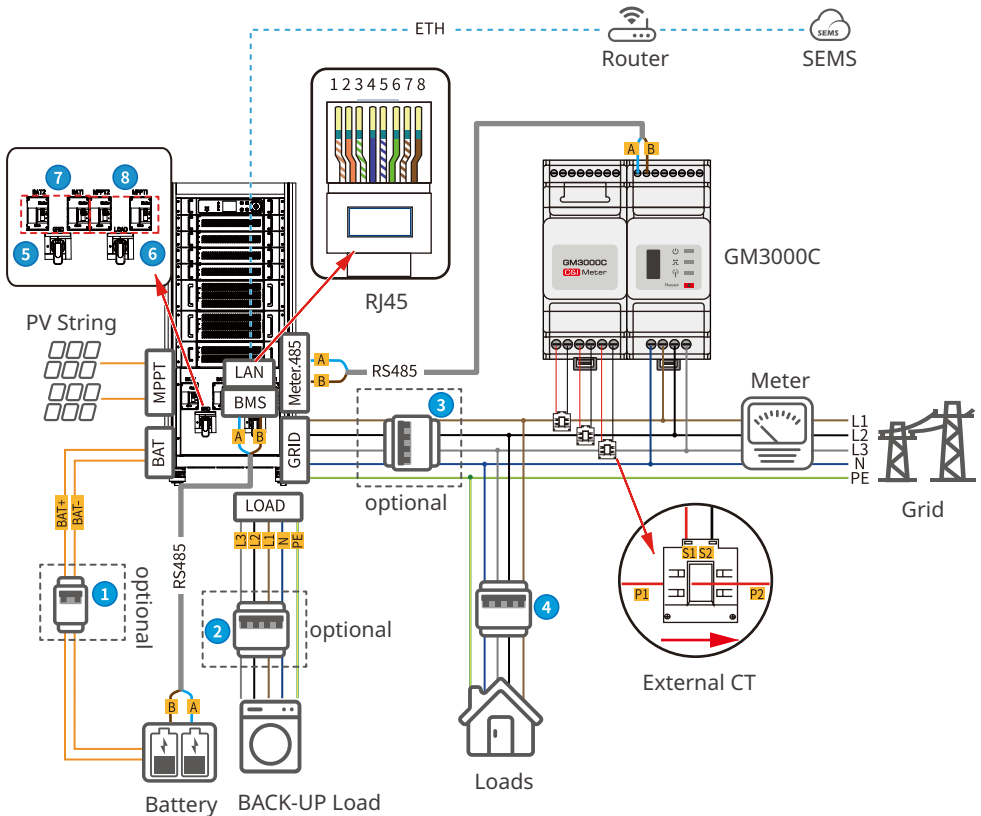 ETH
Router
SEMS
SEMS
1 2 3 4 5 6 7 8
RJ45
A B
GM3000C
C&I Meter
GM3000C
Reset
GM3000C
7 8
BAT2 BAT1 MPPT2 MPPT1
GRID LOAD
5 6
PV String
MPPT
BAT
LAN
BMS
A B
Meter.485
A
B
RS485
GRID
3
optional
Meter
L1
L2
L3
N
PE
Grid
LOAD
L3 L2 L1 N PE
BAT+ BAT-
RS485
1
optional
2
optional
4
S1 S2
P1 P2
External CT
B A
Battery
BACK-UP Load
Loads